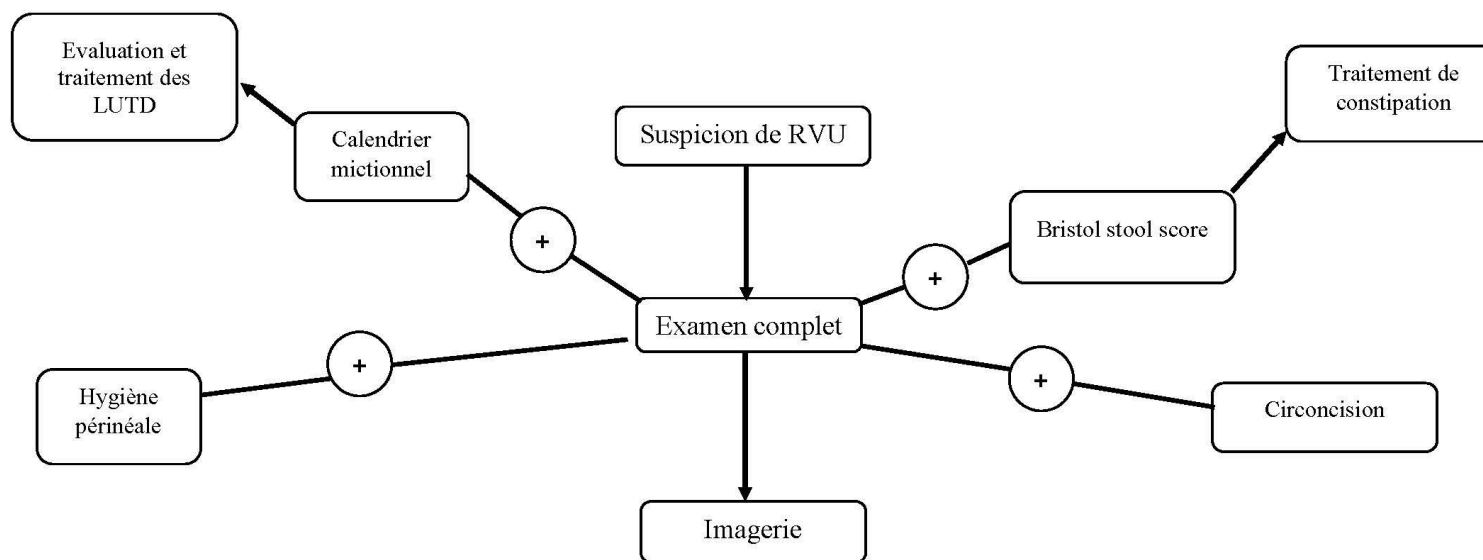 Evaluation et
traitement des
LUTD
Traitement de
constipation
Calendrier
mictionnel
Suspicion de RVU
Bristol stool score
+
+
Examen complet
+
+
Hygiène
périnéale
Circoncision
Imagerie